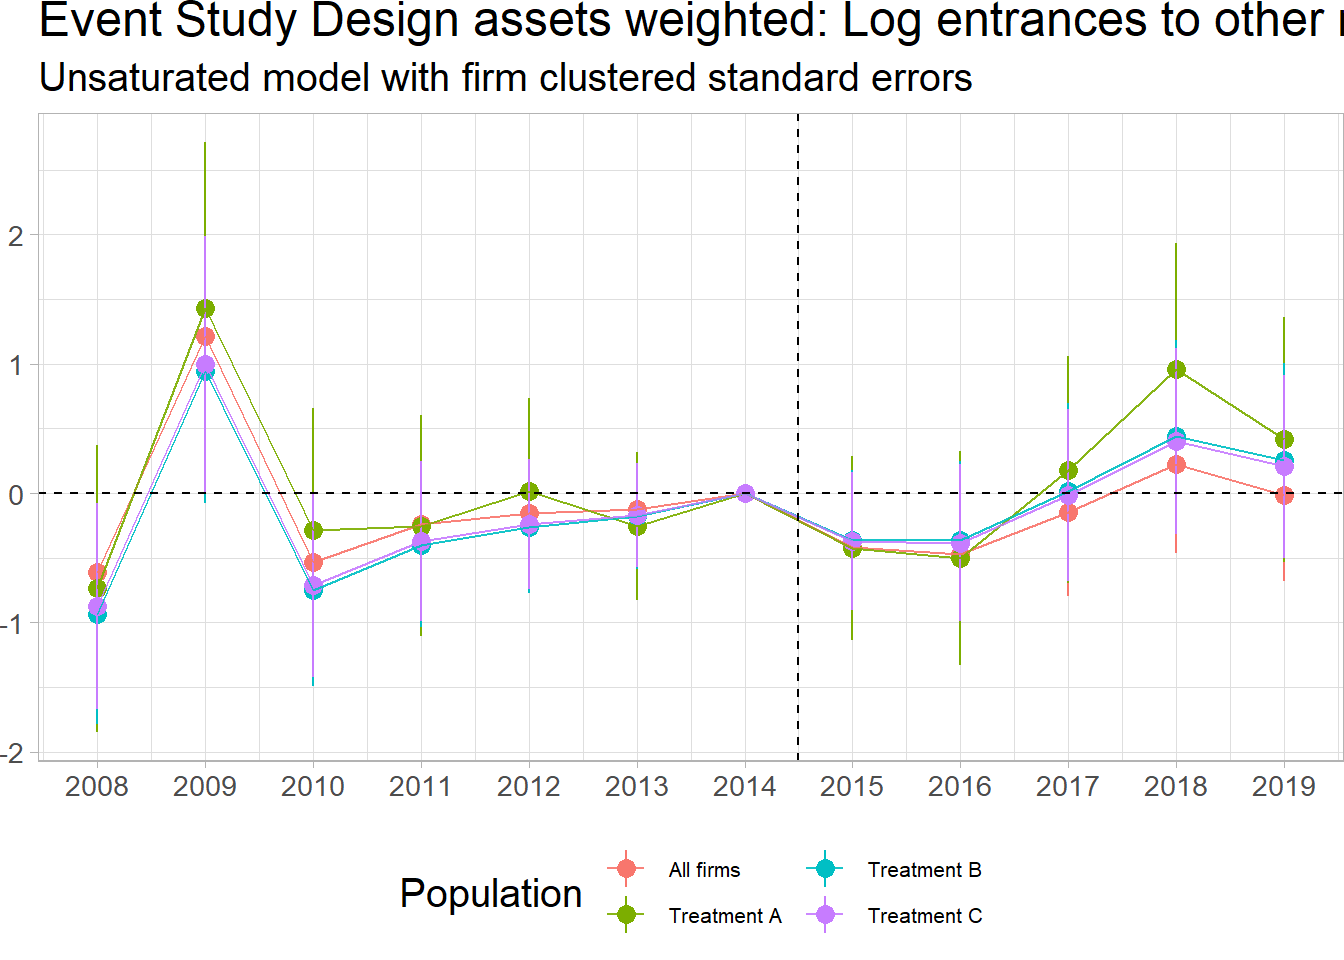 Event Study Design assets weighted: Log entrances to other
Unsaturated model with firm clustered standard errors
2
1
0
-1
-2
2008 2009 2010 2011 2012 2013 2014 2015 2016 2017 2018 2019
Population
All firms
Treatment A
Treatment B
Treatment C